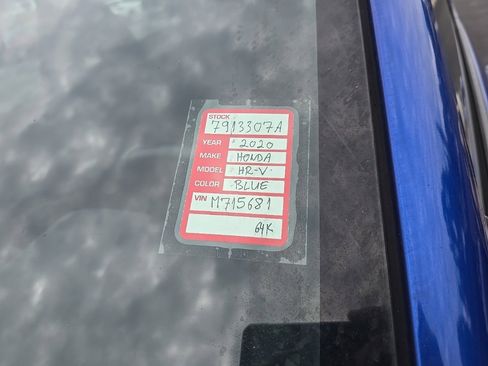 STOCK
7913307A
YEAR 2020
MAKE HONDA
MODEL HR-V
COLOR BLUE
VIN M715681
64K